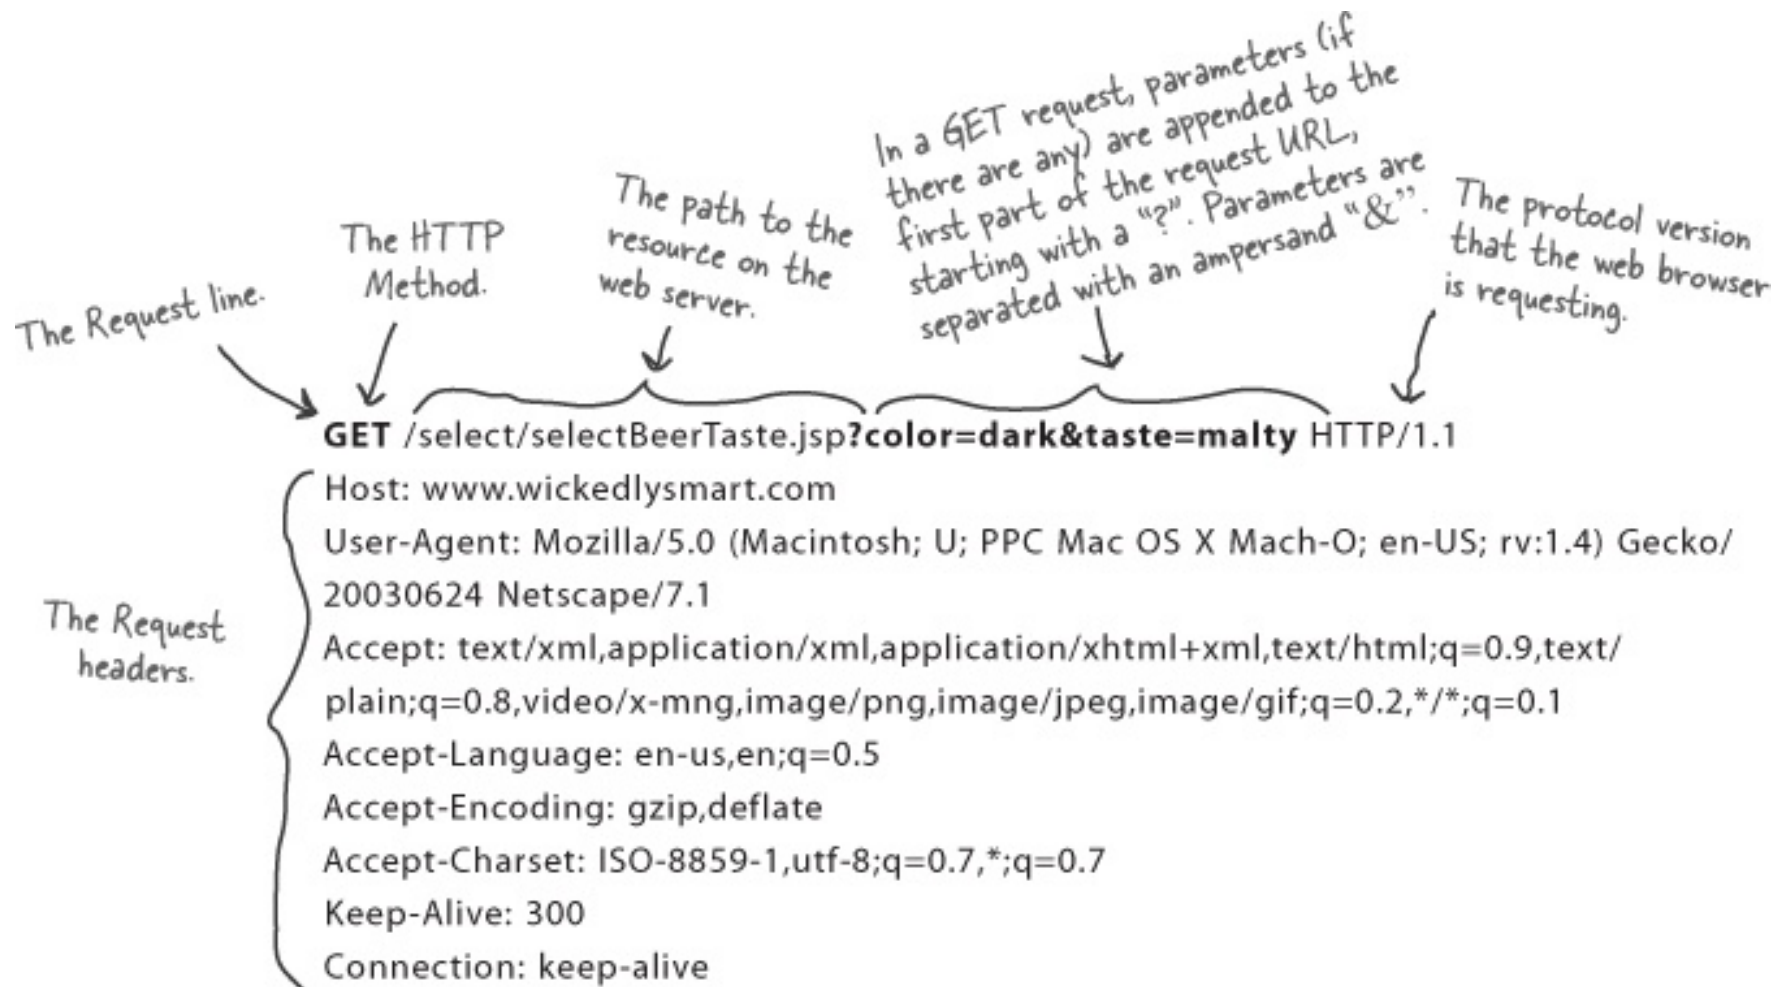 In a GET request, parameters (if
there are any) are appended to the
first part of the request URL,
starting with a “?”. Parameters are
separated with an ampersand “&”.
The path to the
resource on the
web server.
The protocol version
that the web browser
is requesting.
The HTTP
Method.
The Request line.
GET /select/selectBeerTaste.jsp?color=dark&taste=malty HTTP/1.1
Host: www.wickedlysmart.com
User-Agent: Mozilla/5.0 (Macintosh; U; PPC Mac OS X Mach-O; en-US; rv:1.4) Gecko/
20030624 Netscape/7.1
The Request
headers.
Accept: text/xml,application/xml,application/xhtml+xml,text/html;q=0.9,text/
plain;q=0.8,video/x-mng,image/png,image/jpeg,image/gif;q=0.2,*/*;q=0.1
Accept-Language: en-us,en;q=0.5
Accept-Encoding: gzip,deflate
Accept-Charset: ISO-8859-1,utf-8;q=0.7,*;q=0.7
Keep-Alive: 300
Connection: keep-alive